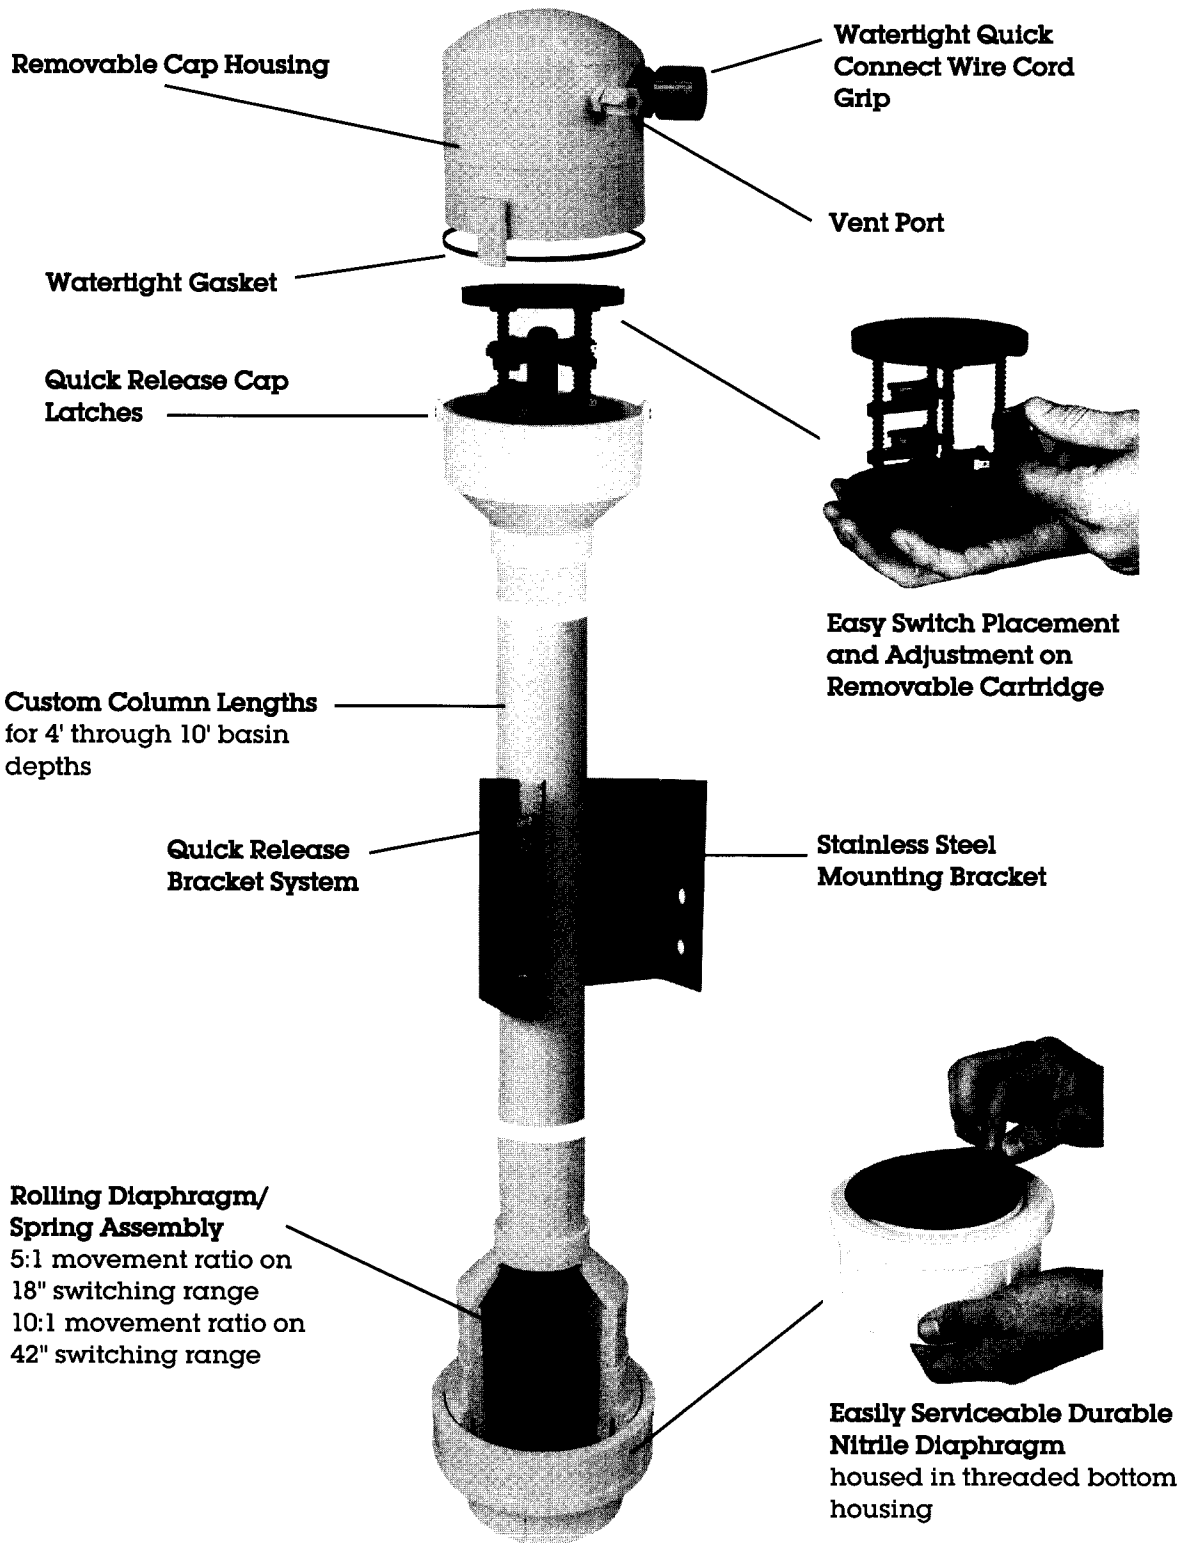 Removable Cap Housing
Watertight Quick
Connect Wire Cord
Grip
Vent Port
Watertight Gasket
Quick Release Cap
Latches
Easy Switch Placement
and Adjustment on
Removable Cartridge
Custom Column Lengths
for 4' through 10' basin
depths
Quick Release
Bracket System
Stainless Steel
Mounting Bracket
Rolling Diaphragm/
Spring Assembly
5:1 movement ratio on
18" switching range
10:1 movement ratio on
42" switching range
Easily Serviceable Durable
Nitrile Diaphragm
housed in threaded bottom
housing